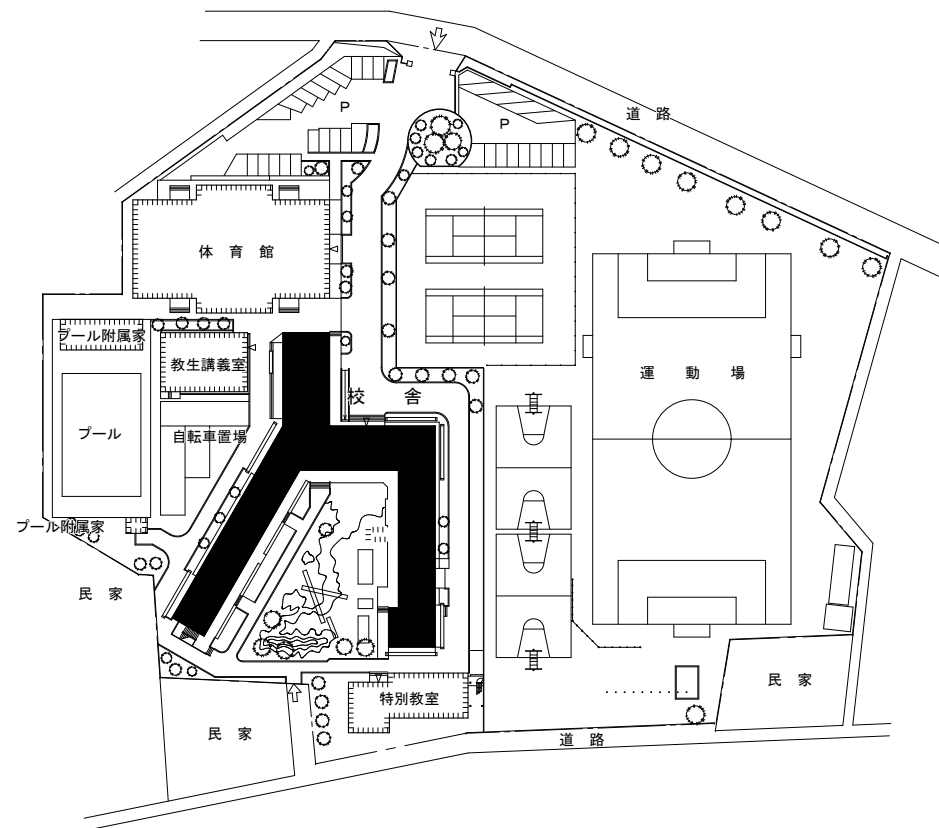 道 路
P
P
体 育 館
プール附属家
教生講義室
運 動 場
校 舎
プール
自転車置場
プール附属家
民 家
民 家
特別教室
民 家
道 路